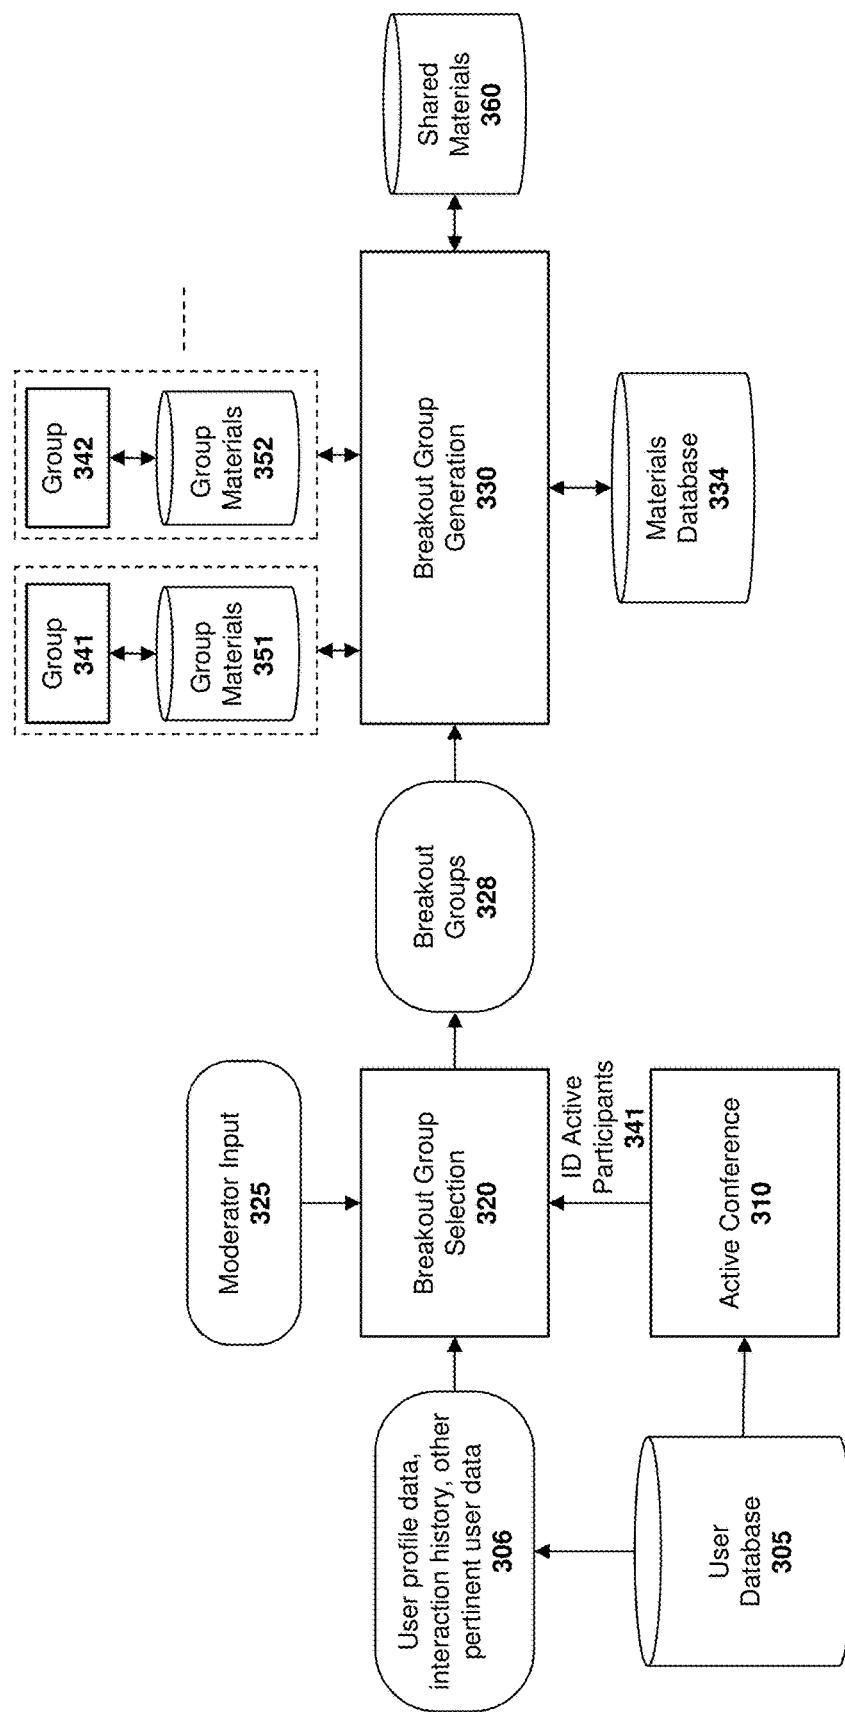 User profile data,
interaction history, other
pertinent user data
306
User
Database
305
Moderator Input
325
Breakout Group
Selection
320
ID Active
Participants
341
Active Conference
310
Breakout
Groups
328
Group
341
Group
Materials
351
Group
342
Group
Materials
352
Breakout Group
Generation
330
Materials
Database
334
Shared
Materials
360